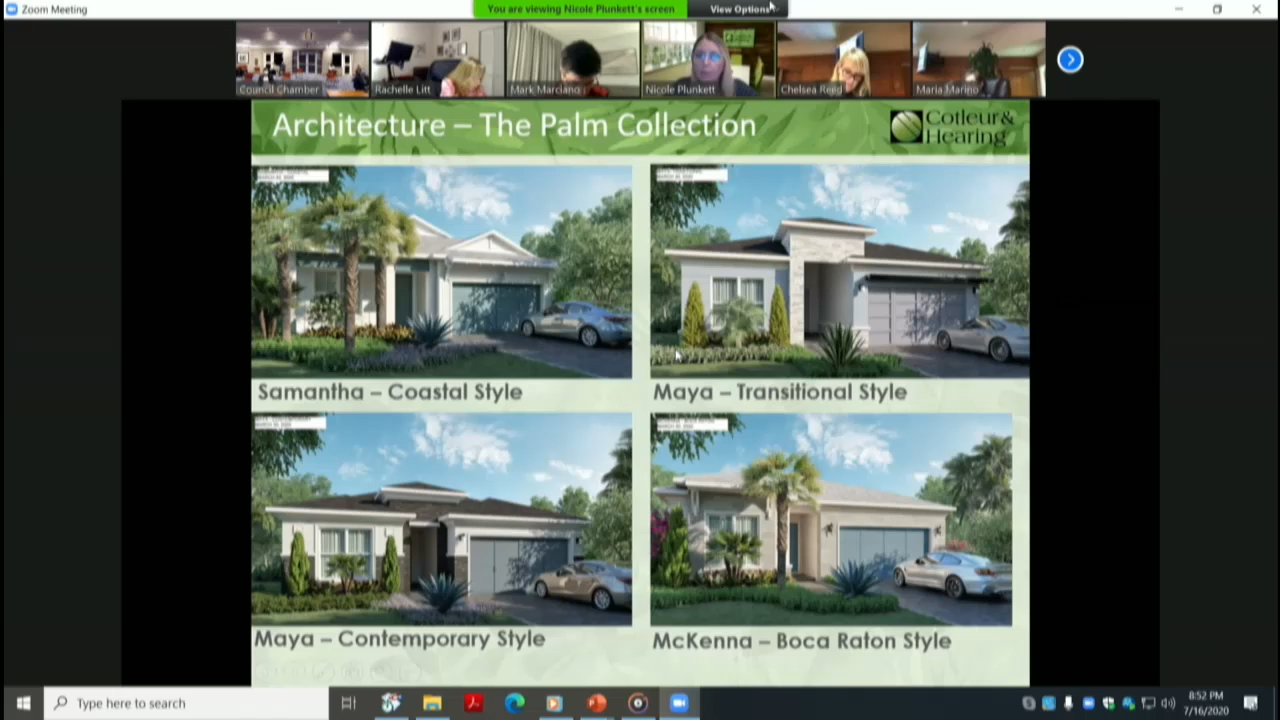 Zoom Meeting
You are viewing Nicole Plunkett's screen
View Options
Council Chamber
Rachelle Litt
Mark Marciano
Nicole Plunkett
Chelsea Reed
Maria Marino
Architecture – The Palm Collection
Cotleur&
Hearing
Samantha – Coastal Style
Maya – Transitional Style
Maya – Contemporary Style
McKenna – Boca Raton Style
Type here to search
8:52 PM
7/16/2020